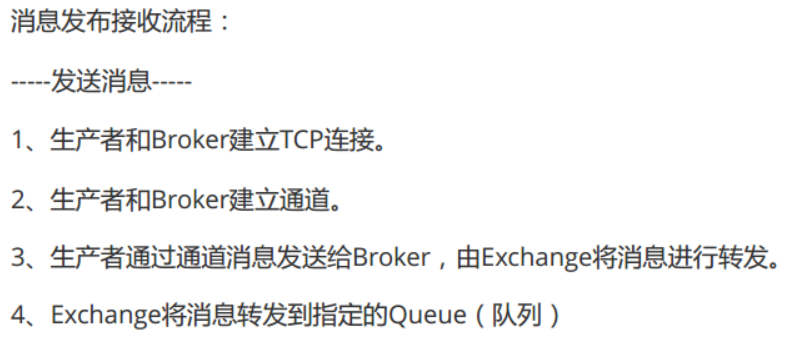 消息发布接收流程：
-----发送消息-----
1、生产者和Broker建立TCP连接。
2、生产者和Broker建立通道。
3、生产者通过通道消息发送给Broker，由Exchange将消息进行转发。
4、Exchange将消息转发到指定的Queue（队列）